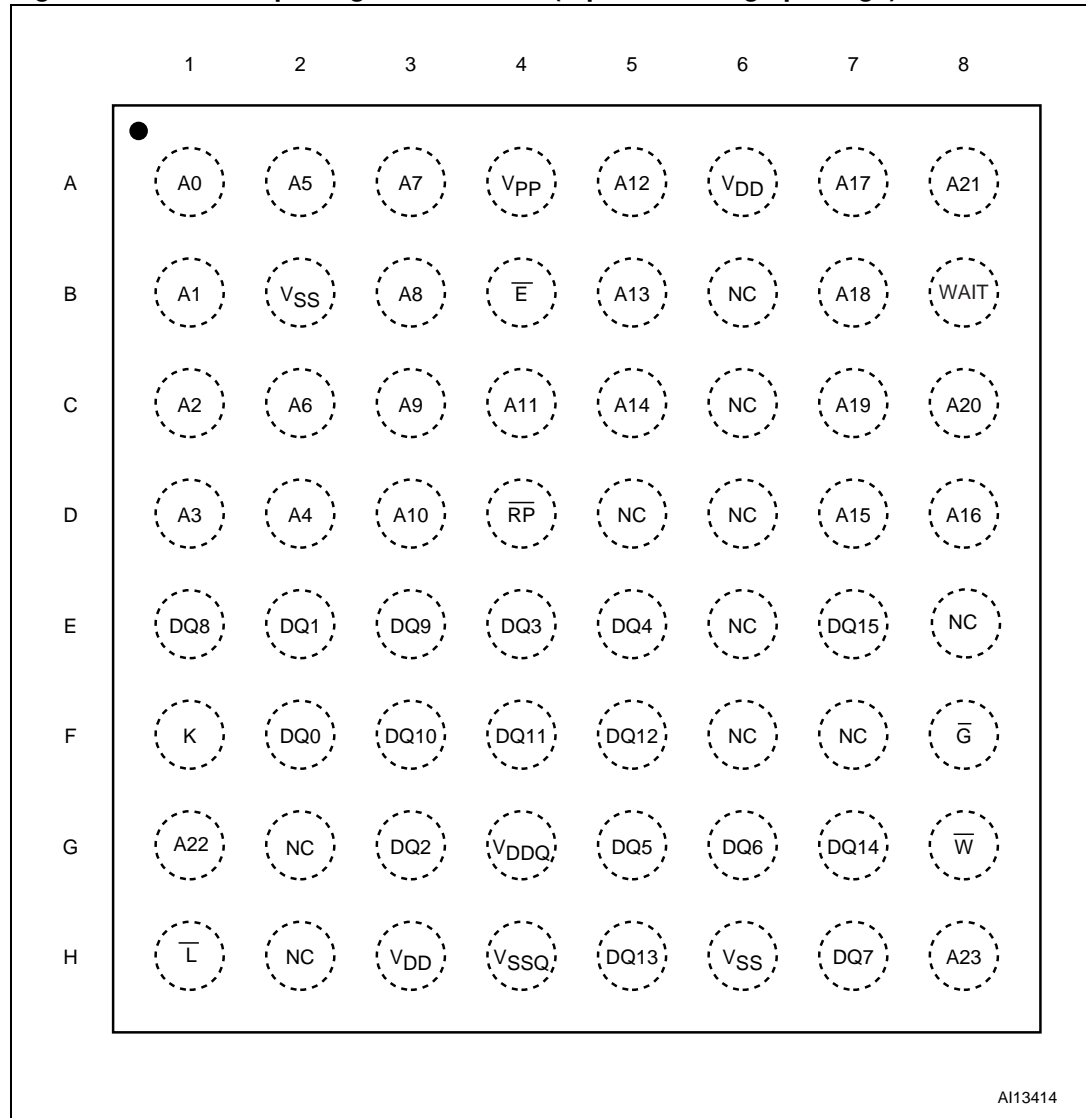 1 2 3 4 5 6 7 8
A A0 A5 A7 VPP A12 VDD A17 A21
B A1 VSS A8 E̅ A13 NC A18 WAIT
C A2 A6 A9 A11 A14 NC A19 A20
D A3 A4 A10 R̅P̅ NC NC A15 A16
E DQ8 DQ1 DQ9 DQ3 DQ4 NC DQ15 NC
F K DQ0 DQ10 DQ11 DQ12 NC NC G̅
G A22 NC DQ2 VDDQ DQ5 DQ6 DQ14 W̅
H L̅ NC VDD VSSQ DQ13 VSS DQ7 A23
AI13414